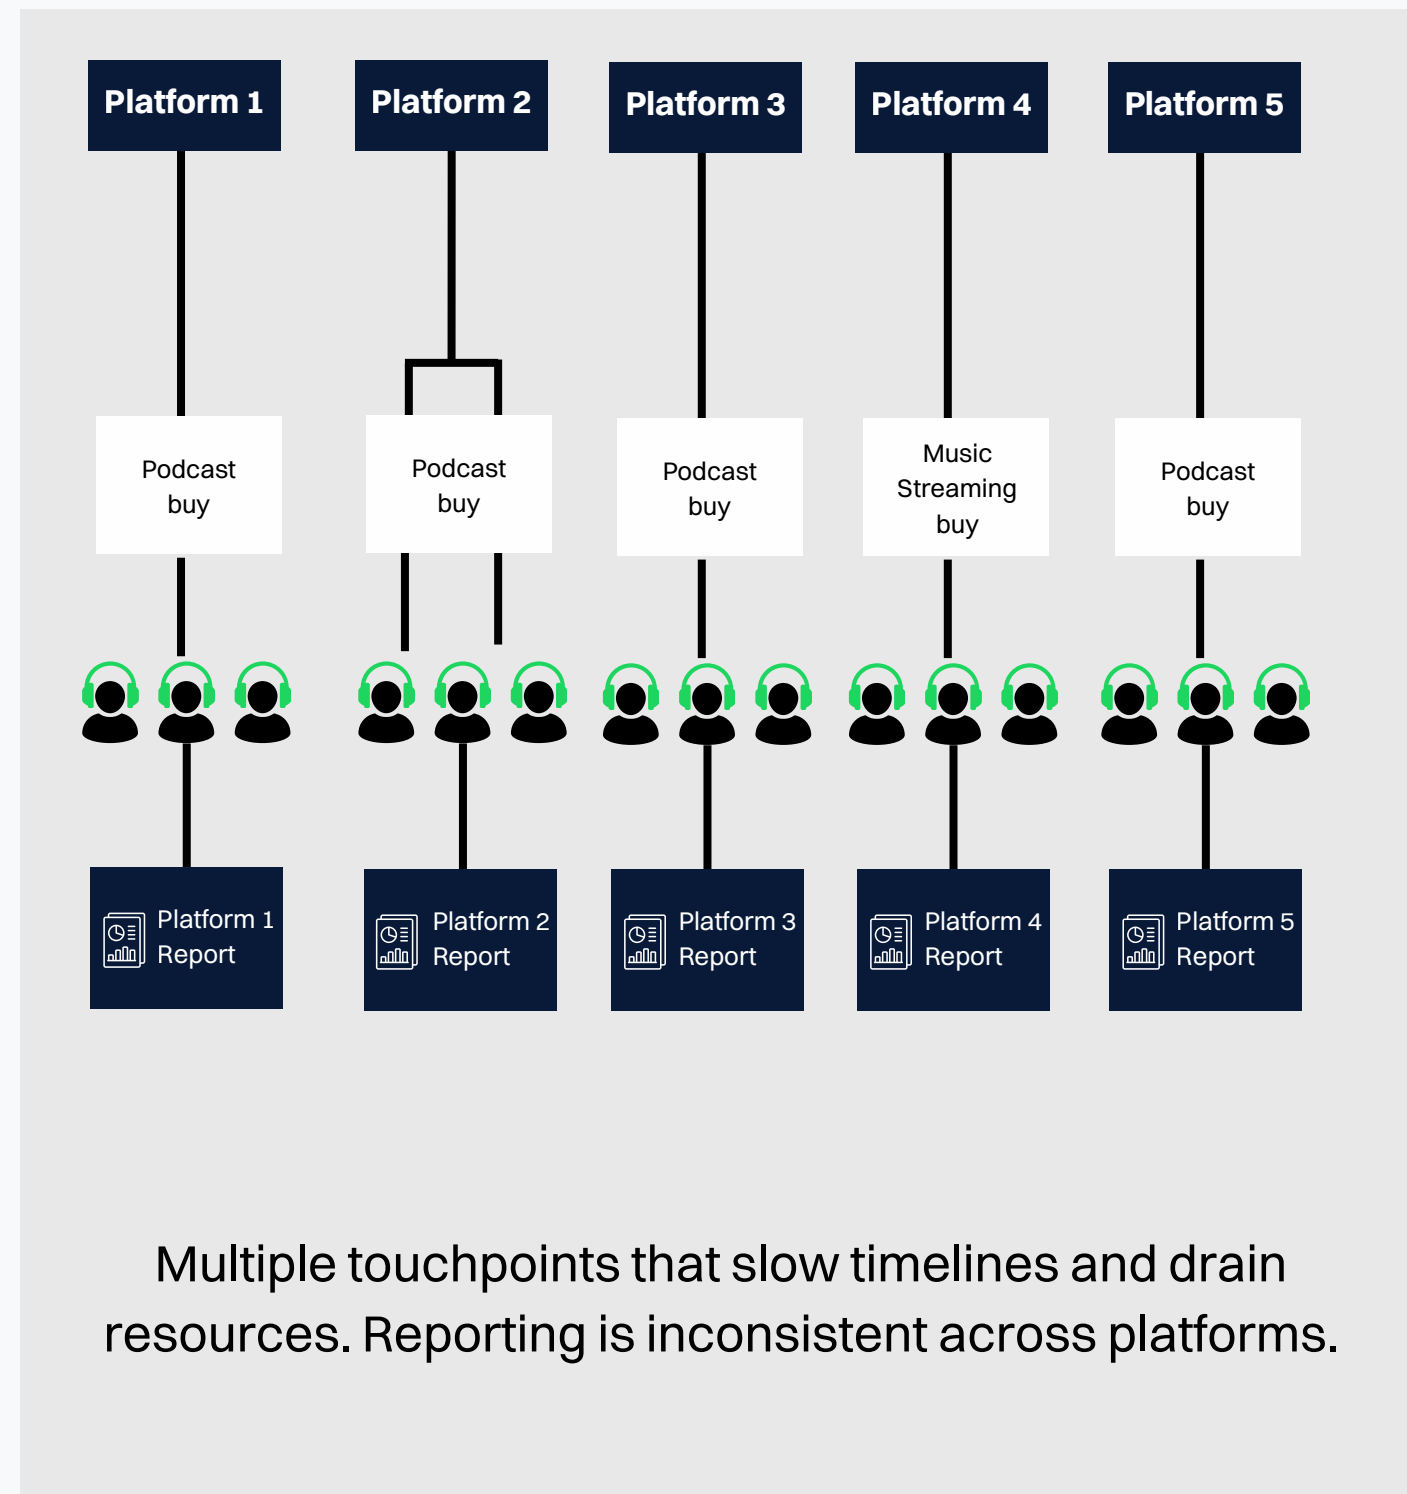 Platform 1
Platform 2
Platform 3
Platform 4
Platform 5
Podcast
buy
Podcast
buy
Podcast
buy
Music
Streaming
buy
Podcast
buy
Platform 1
Report
Platform 2
Report
Platform 3
Report
Platform 4
Report
Platform 5
Report
Multiple touchpoints that slow timelines and drain
resources. Reporting is inconsistent across platforms.